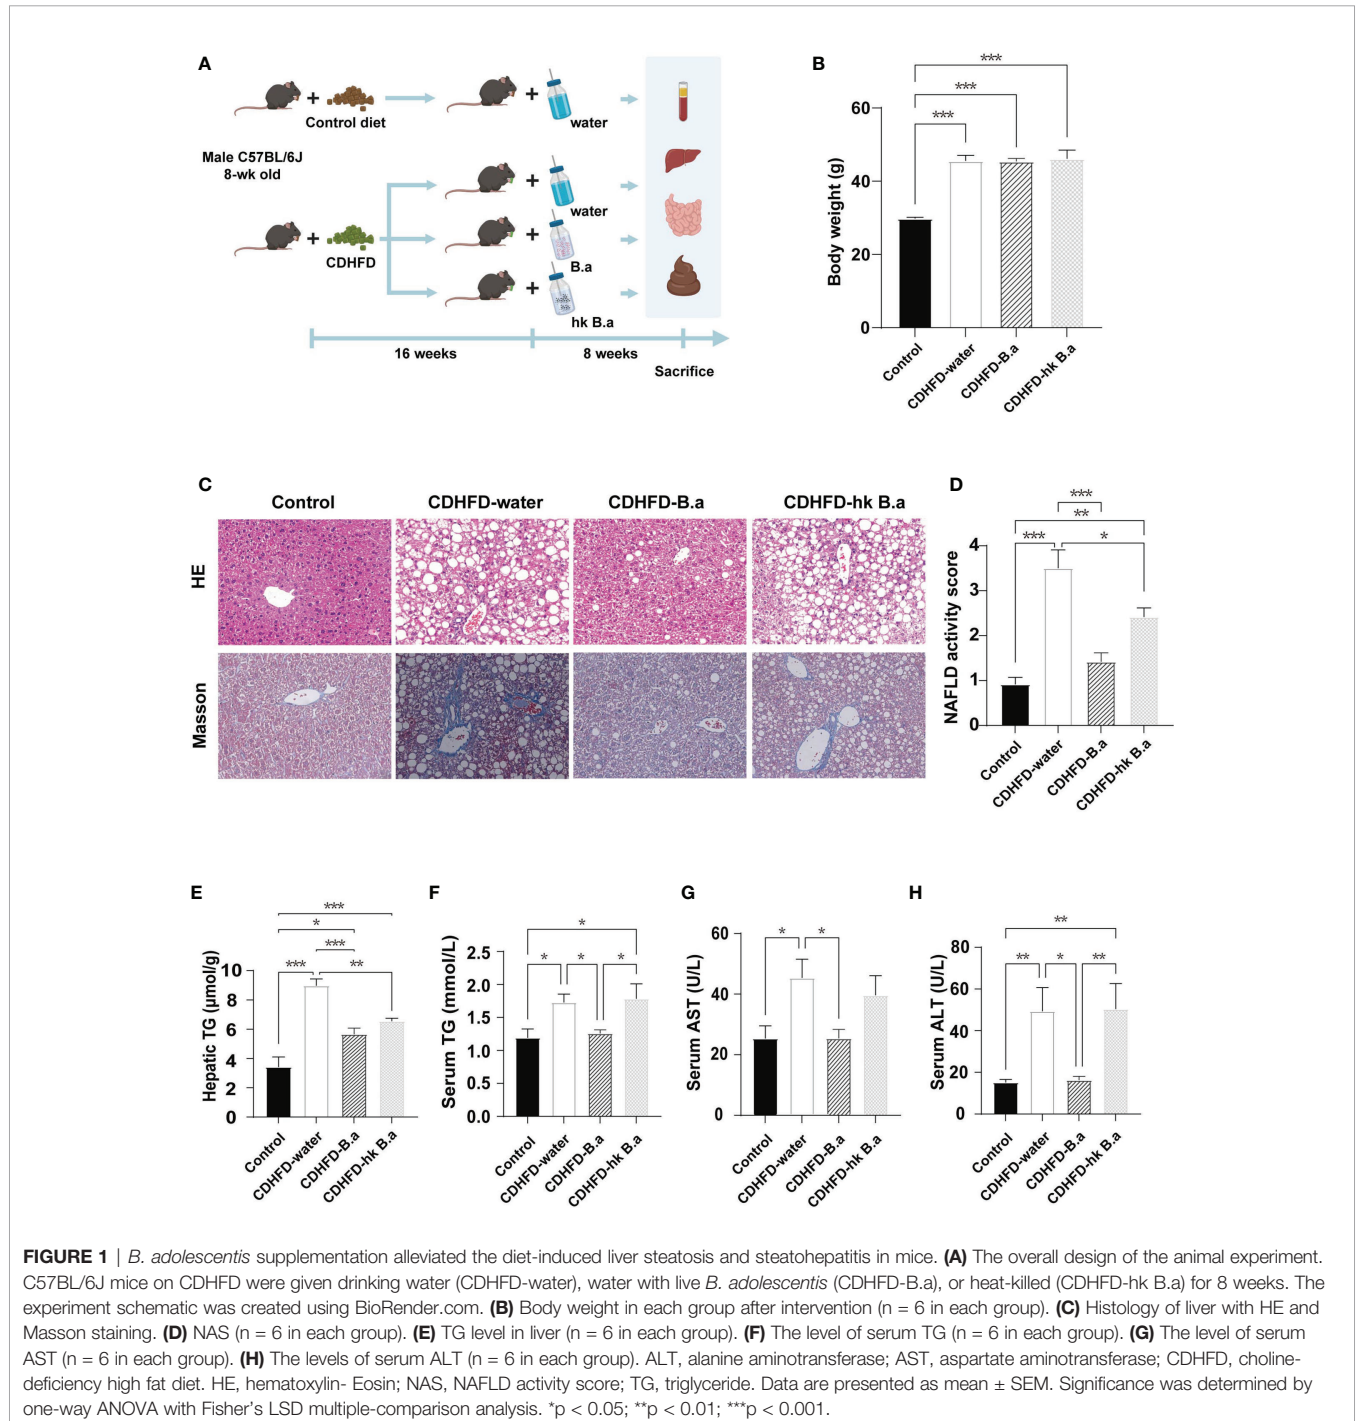 A
Control diet
water
Male C57BL/6J
8-wk old
water
CDHFD
B.a
hk B.a
16 weeks
8 weeks
Sacrifice
B
***
***
***
Body weight (g)
60
40
20
0
Control
CDHFD-water
CDHFD-B.a
CDHFD-hk B.a
C
Control
CDHFD-water
CDHFD-B.a
CDHFD-hk B.a
HE
Masson
D
***
**
***
*
NAFLD activity score
4
3
2
1
0
Control
CDHFD-water
CDHFD-B.a
CDHFD-hk B.a
E
***
*
***
***
**
Hepatic TG (μmol/g)
10
8
6
4
2
0
Control
CDHFD-water
CDHFD-B.a
CDHFD-hk B.a
F
*
*
*
*
Serum TG (mmol/L)
2.5
2.0
1.5
1.0
0.5
0.0
Control
CDHFD-water
CDHFD-B.a
CDHFD-hk B.a
G
*
*
Serum AST (U/L)
60
40
20
0
Control
CDHFD-water
CDHFD-B.a
CDHFD-hk B.a
H
**
**
*
**
Serum ALT (U/L)
80
60
40
20
0
Control
CDHFD-water
CDHFD-B.a
CDHFD-hk B.a
FIGURE 1 | B. adolescentis supplementation alleviated the diet-induced liver steatosis and steatohepatitis in mice. (A) The overall design of the animal experiment.
C57BL/6J mice on CDHFD were given drinking water (CDHFD-water), water with live B. adolescentis (CDHFD-B.a), or heat-killed (CDHFD-hk B.a) for 8 weeks. The
experiment schematic was created using BioRender.com. (B) Body weight in each group after intervention (n = 6 in each group). (C) Histology of liver with HE and
Masson staining. (D) NAS (n = 6 in each group). (E) TG level in liver (n = 6 in each group). (F) The level of serum TG (n = 6 in each group). (G) The level of serum
AST (n = 6 in each group). (H) The levels of serum ALT (n = 6 in each group). ALT, alanine aminotransferase; AST, aspartate aminotransferase; CDHFD, choline-
deficiency high fat diet. HE, hematoxylin- Eosin; NAS, NAFLD activity score; TG, triglyceride. Data are presented as mean ± SEM. Significance was determined by
one-way ANOVA with Fisher's LSD multiple-comparison analysis. *p < 0.05; **p < 0.01; ***p < 0.001.